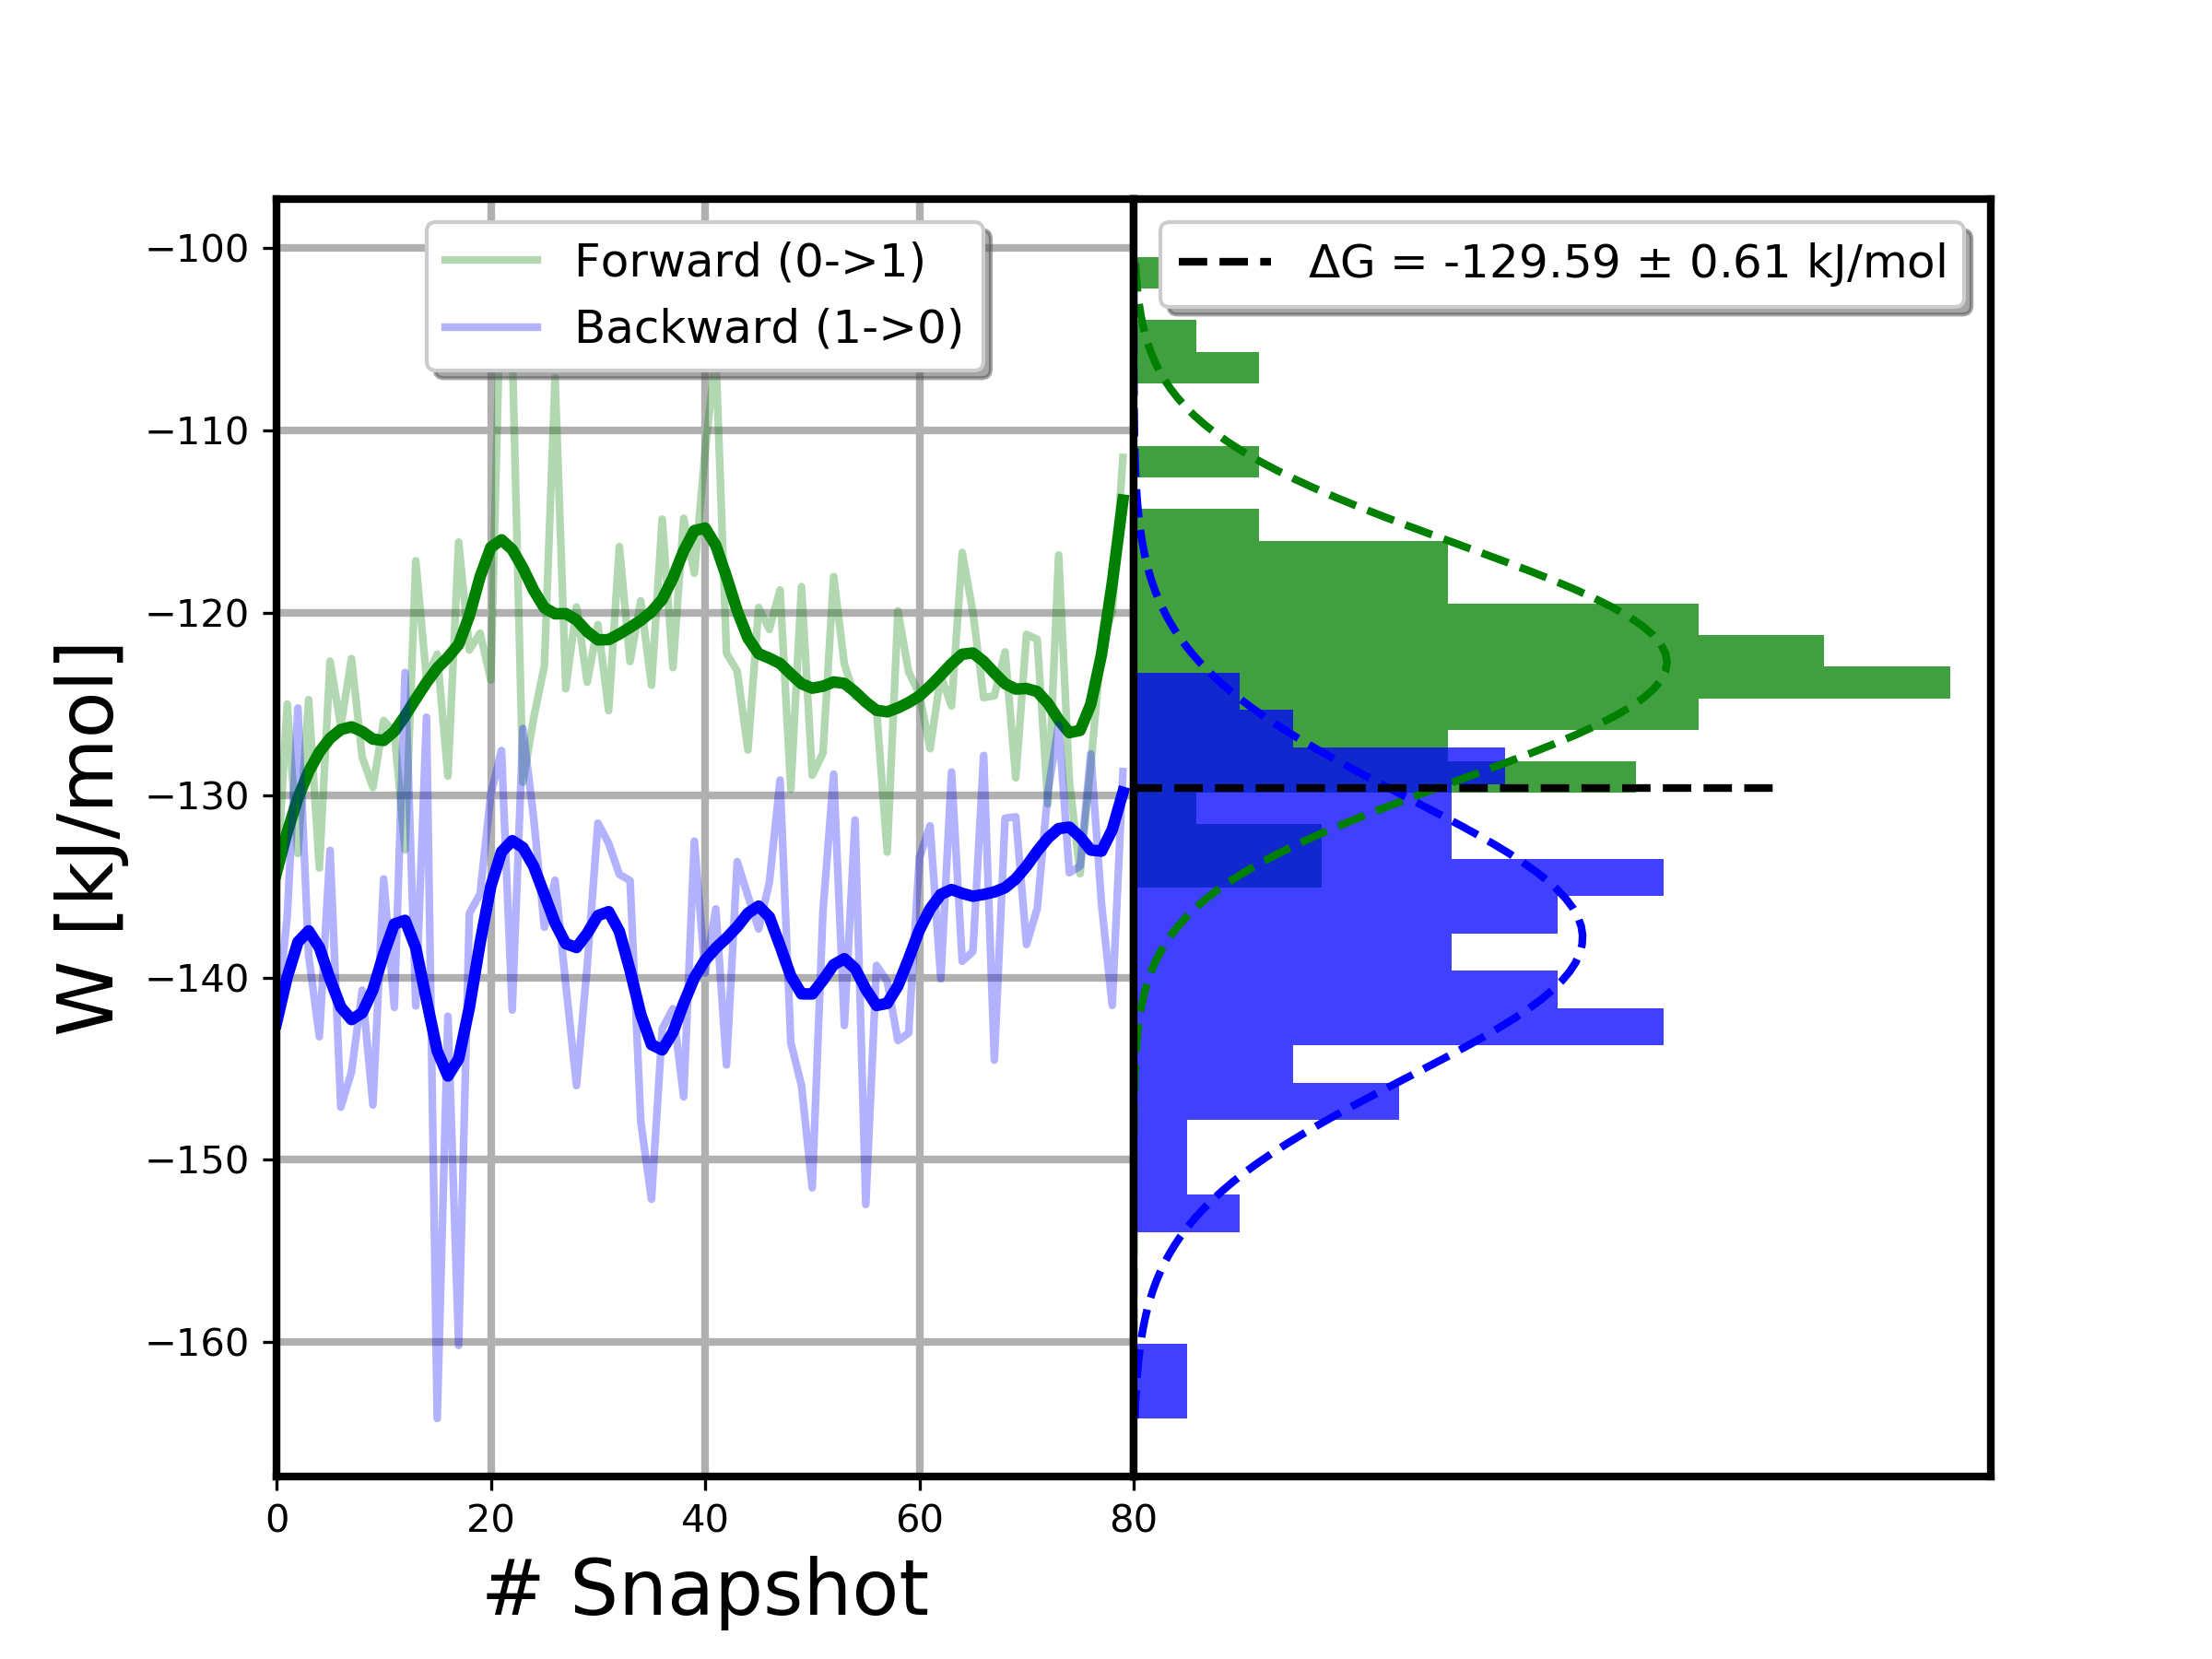 W [kJ/mol]
−100
−110
−120
−130
−140
−150
−160
Forward (0->1)
Backward (1->0)
ΔG = -129.59 ± 0.61 kJ/mol
0 20 40 60 80
# Snapshot